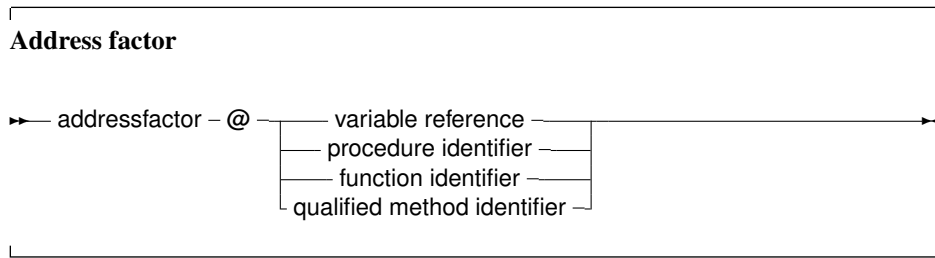 Address factor
addressfactor @ variable reference
procedure identifier
function identifier
qualified method identifier